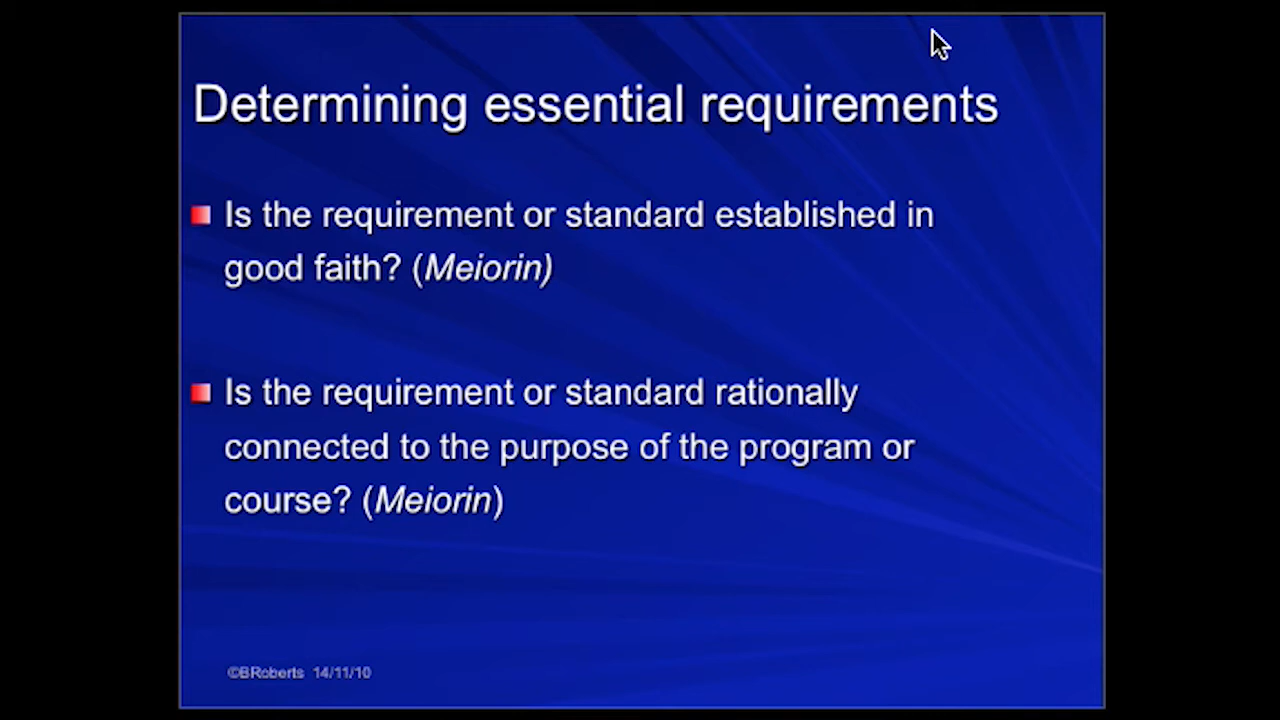 Determining essential requirements
Is the requirement or standard established in
good faith? (Meiorin)
Is the requirement or standard rationally
connected to the purpose of the program or
course? (Meiorin)
©BRoberts 14/11/10